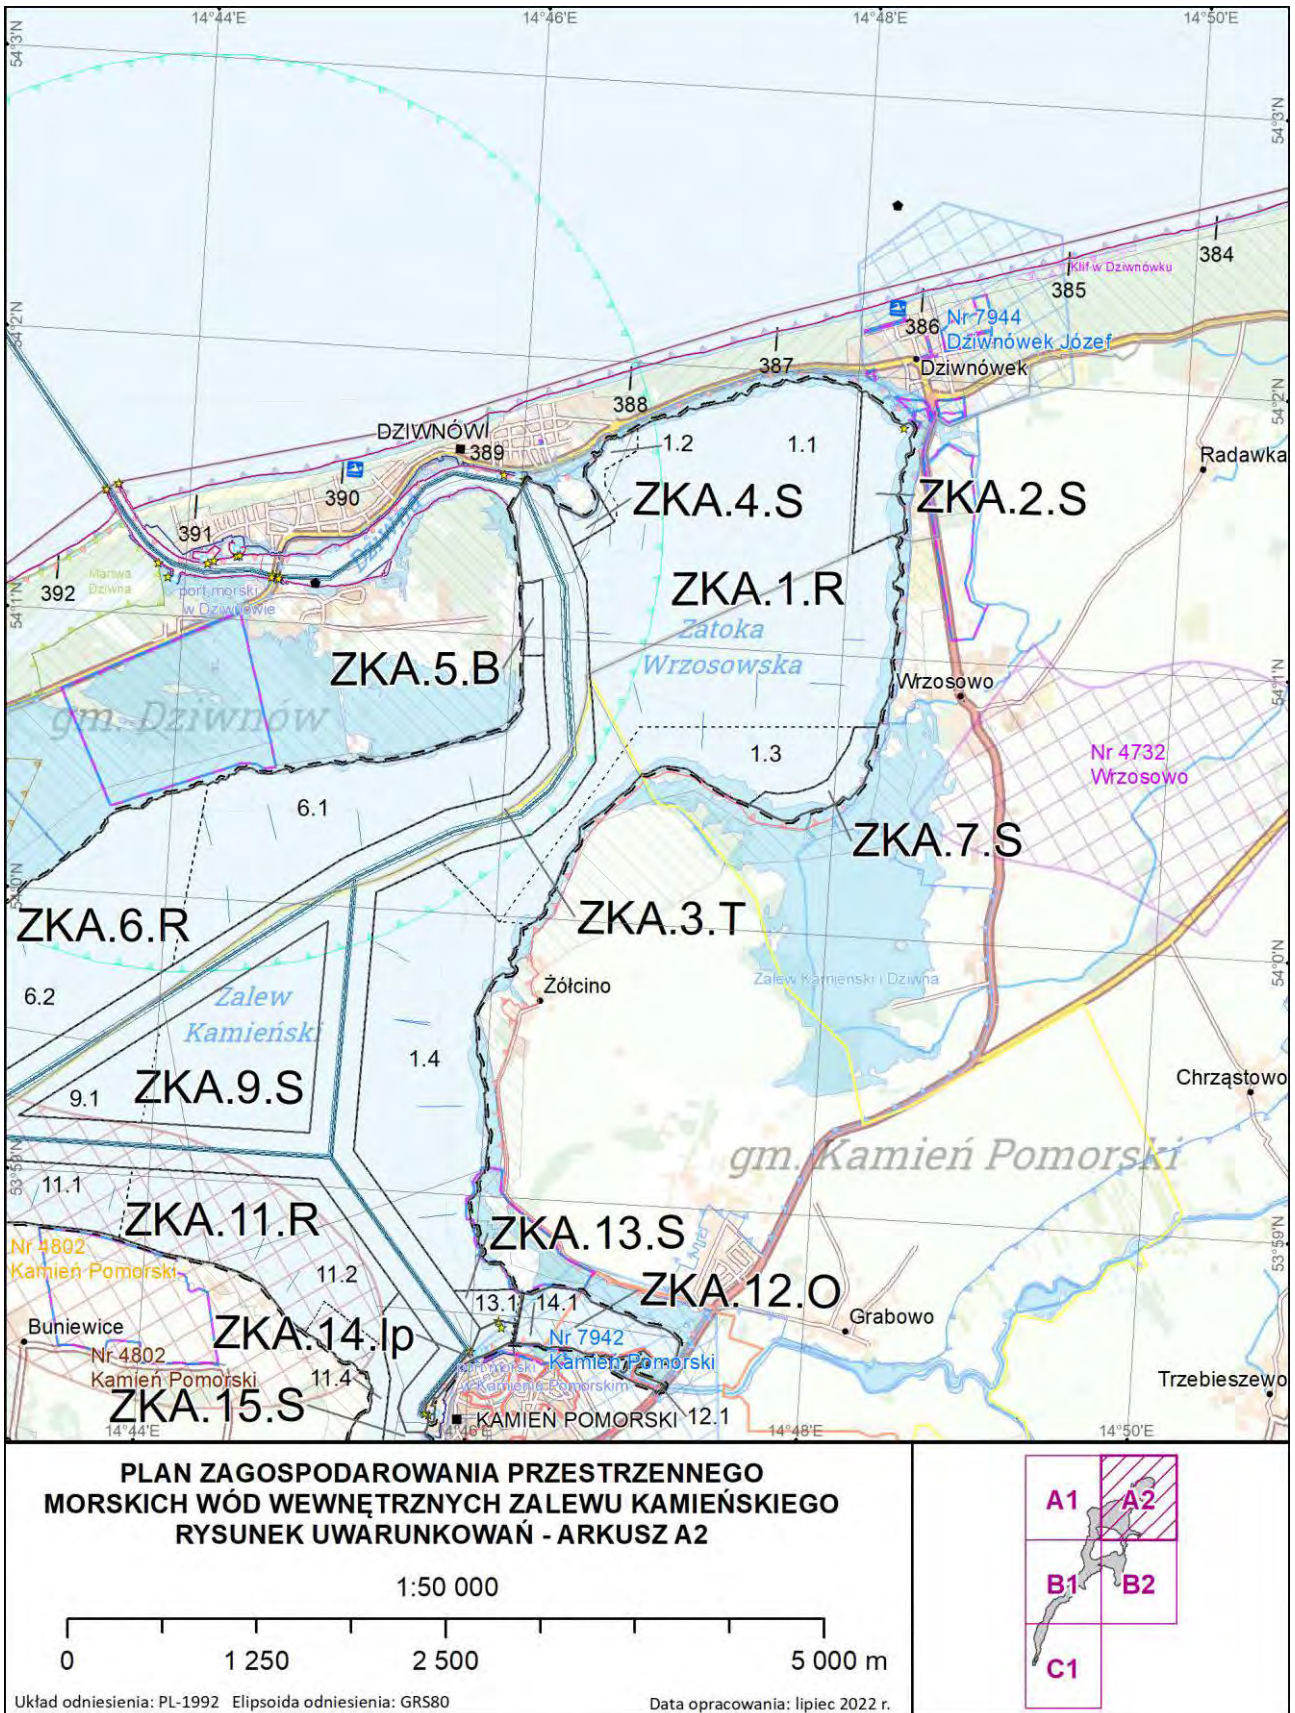 14°44'E
14°46'E
14°48'E
14°50'E
54°3'N
54°3'N
384
Klif w Dziwnówku
385
386
Nr 7944
Dziwnówek Józef
54°2'N
387
Dziwnówek
388
54°2'N
DZIWNÓW
389
1.2
1.1
Radawka
390
ZKA.4.S
ZKA.2.S
391
392
Martwa
Dziwna
port morski
w Dziwnowie
ZKA.1.R
54°1'N
Zatoka
Wrzosowska
ZKA.5.B
Wrzosowo
54°1'N
gm. Dziwnów
1.3
Nr 4732
Wrzosowo
6.1
ZKA.7.S
ZKA.6.R
ZKA.3.T
54°0'N
Zalew Kamieński i Dziwna
Żółcino
6.2
Zalew
Kamieński
1.4
9.1
ZKA.9.S
Chrząstowo
gm. Kamień Pomorski
53°59'N
11.1
ZKA.11.R
ZKA.13.S
53°59'N
Nr 4802
Kamień Pomorski
11.2
ZKA.12.O
13.1
14.1
Buniewice
ZKA.14.Ip
Nr 7942
Kamień Pomorski
Grabowo
Nr 4802
Kamień Pomorski
11.4
port morski
w Kamieniu Pomorskim
Trzebieszewo
ZKA.15.S
KAMIEŃ POMORSKI
12.1
14°44'E
14°46'E
14°48'E
14°50'E
PLAN ZAGOSPODAROWANIA PRZESTRZENNEGO
MORSKICH WÓD WEWNĘTRZNYCH ZALEWU KAMIEŃSKIEGO
RYSUNEK UWARUNKOWAŃ - ARKUSZ A2
1:50 000
0
1 250
2 500
5 000 m
Układ odniesienia: PL-1992 Elipsoida odniesienia: GRS80
Data opracowania: lipiec 2022 r.
A1
A2
B1
B2
C1